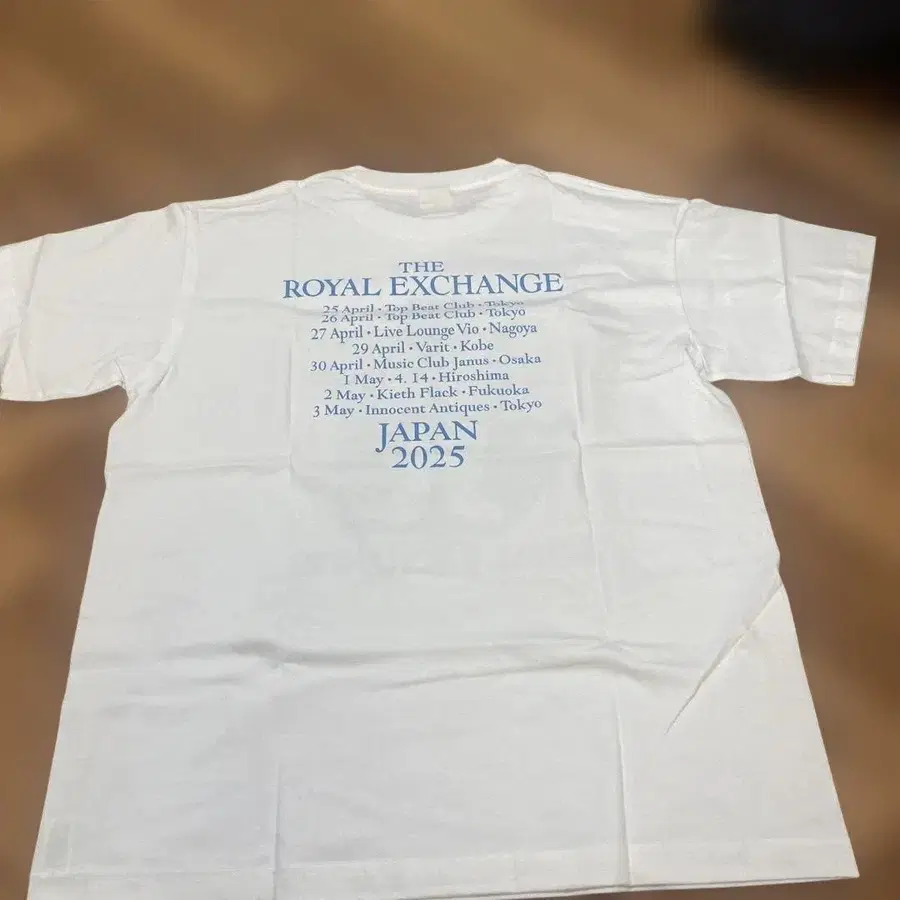 THE
ROYAL EXCHANGE
25 April · Top Beat Club · Tokyo
26 April · Top Beat Club · Tokyo
27 April · Live Lounge Vio · Nagoya
29 April · Varit · Kobe
30 April · Music Club Janus · Osaka
1 May · 4. 14 · Hiroshima
2 May · Kieth Flack · Fukuoka
3 May · Innocent Antiques · Tokyo
JAPAN
2025